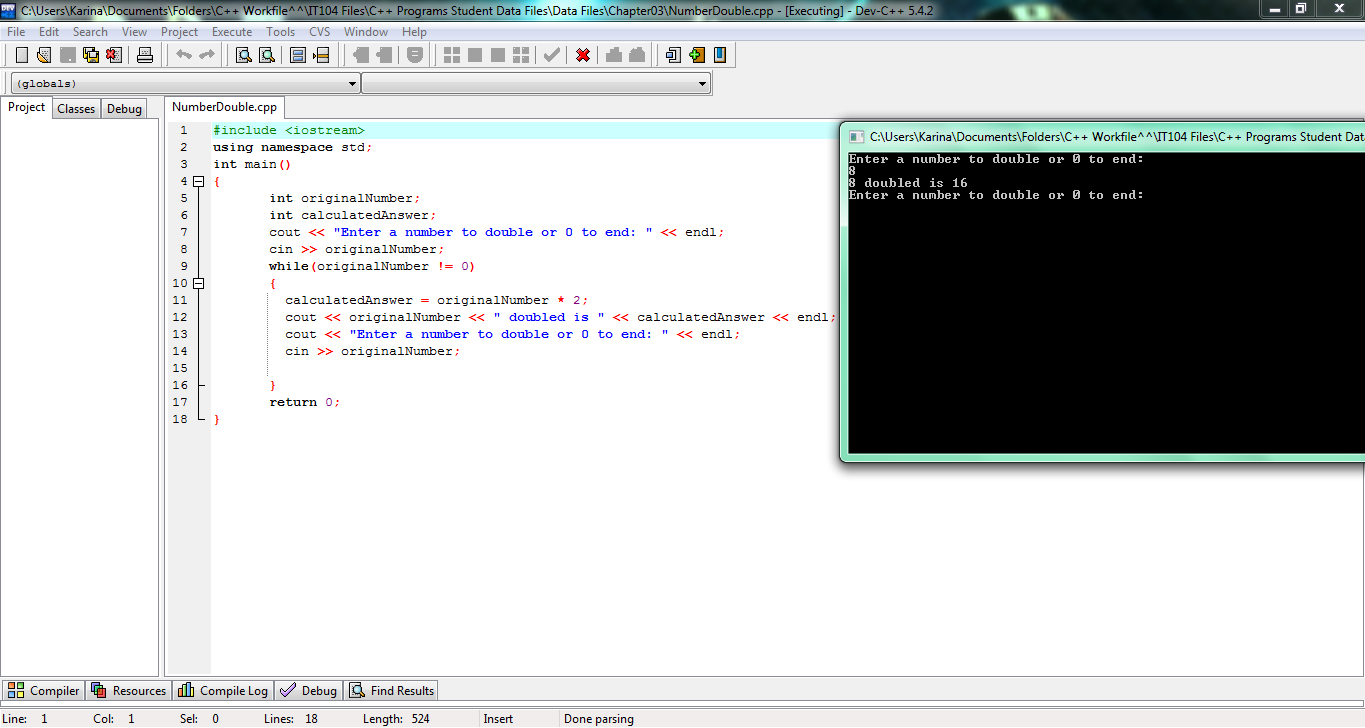 C:\Users\Karina\Documents\Folders\C++ Workfile^^\IT104 Files\C++ Programs Student Data Files\Data Files\Chapter03\NumberDouble.cpp - [Executing] - Dev-C++ 5.4.2
File Edit Search View Project Execute Tools CVS Window Help
(globals)
Project Classes Debug
NumberDouble.cpp
1 #include <iostream>
2 using namespace std;
3 int main()
4 {
5 int originalNumber;
6 int calculatedAnswer;
7 cout << "Enter a number to double or 0 to end: " << endl;
8 cin >> originalNumber;
9 while(originalNumber != 0)
10 {
11 calculatedAnswer = originalNumber * 2;
12 cout << originalNumber << " doubled is " << calculatedAnswer << endl;
13 cout << "Enter a number to double or 0 to end: " << endl;
14 cin >> originalNumber;
15
16 }
17 return 0;
18 }
C:\Users\Karina\Documents\Folders\C++ Workfile^^\IT104 Files\C++ Programs Student Dat
Enter a number to double or 0 to end:
8
8 doubled is 16
Enter a number to double or 0 to end:
Compiler Resources Compile Log Debug Find Results
Line: 1 Col: 1 Sel: 0 Lines: 18 Length: 524 Insert Done parsing